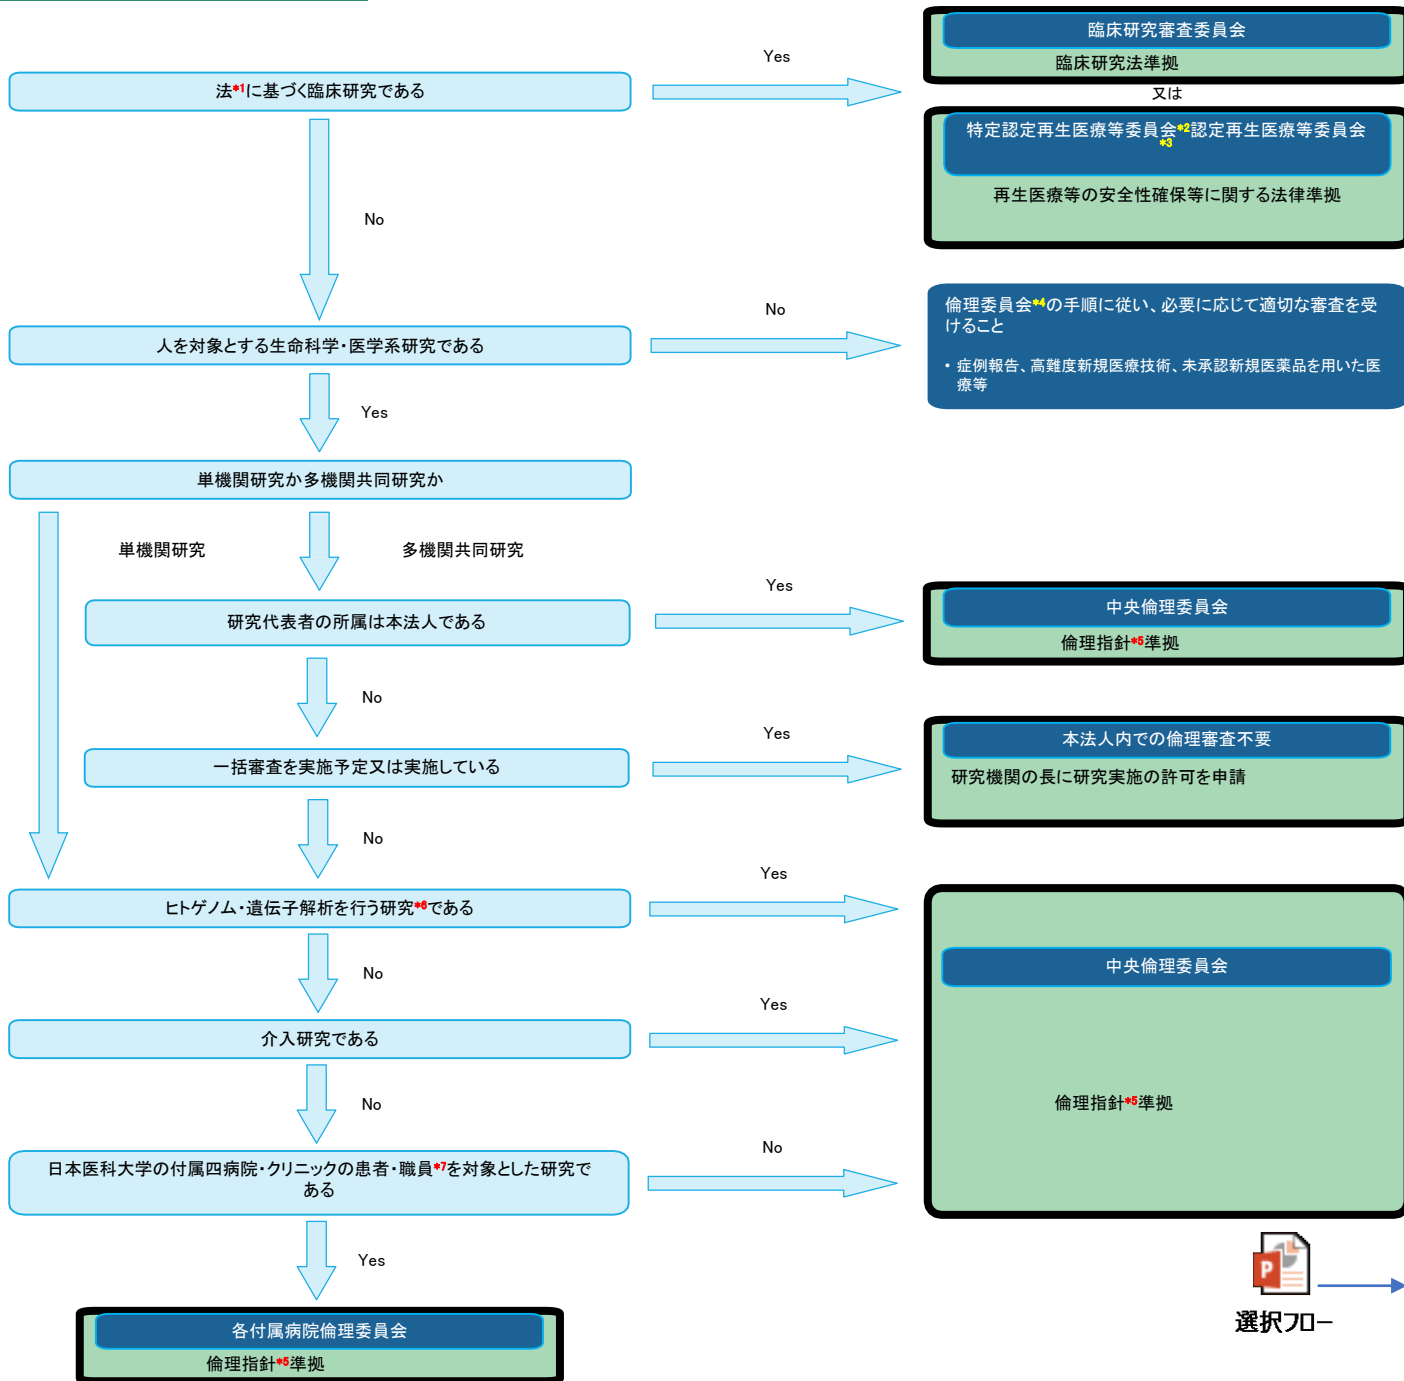 法*1に基づく臨床研究である
Yes
臨床研究審査委員会
臨床研究法準拠
又は
特定認定再生医療等委員会*2認定再生医療等委員会
*3
再生医療等の安全性確保等に関する法律準拠
No
人を対象とする生命科学・医学系研究である
No
倫理委員会*4の手順に従い、必要に応じて適切な審査を受
けること
• 症例報告、高難度新規医療技術、未承認新規医薬品を用いた医
療等
Yes
単機関研究か多機関共同研究か
単機関研究
多機関共同研究
研究代表者の所属は本法人である
Yes
中央倫理委員会
倫理指針*5準拠
No
一括審査を実施予定又は実施している
Yes
本法人内での倫理審査不要
研究機関の長に研究実施の許可を申請
No
ヒトゲノム・遺伝子解析を行う研究*6である
Yes
中央倫理委員会
倫理指針*5準拠
No
介入研究である
Yes
No
日本医科大学の付属四病院・クリニックの患者・職員*7を対象とした研究で
ある
No
Yes
各付属病院倫理委員会
倫理指針*5準拠
P
選択フロー